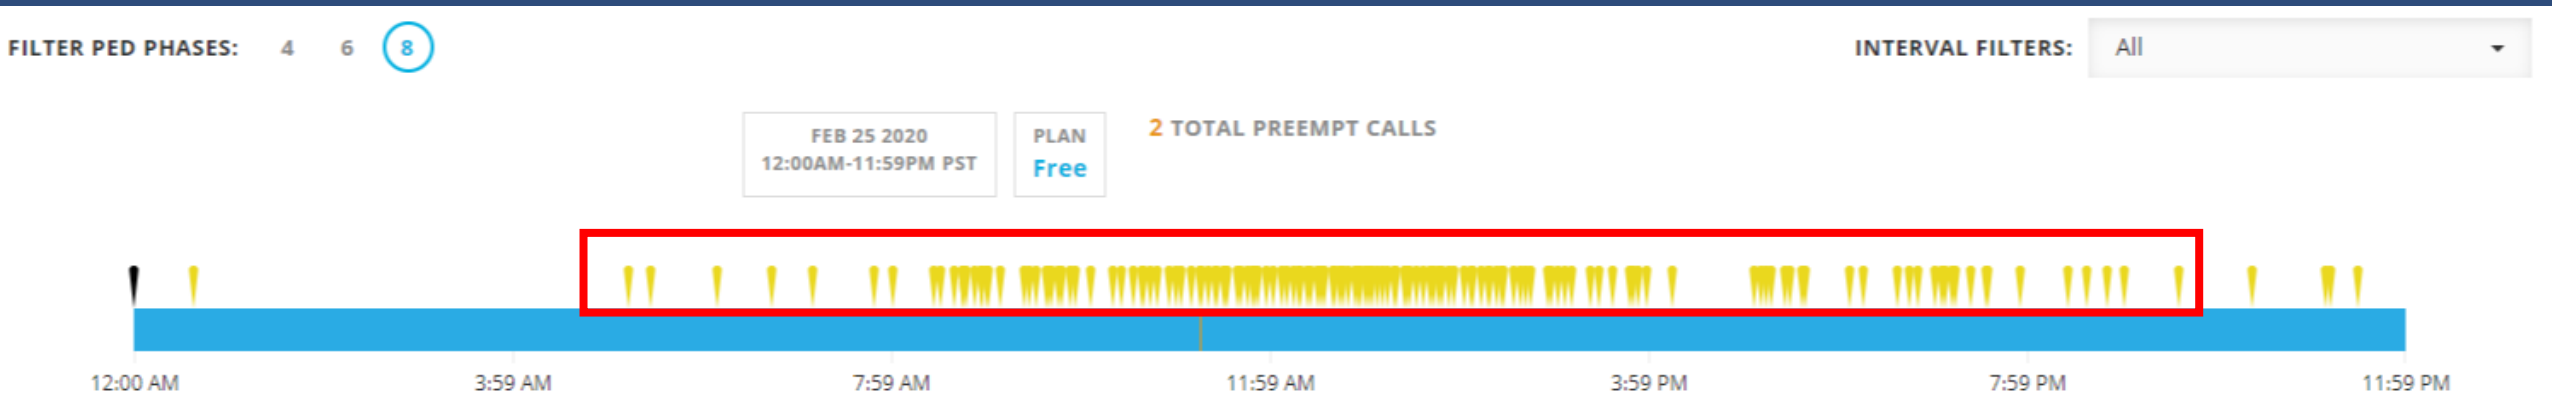 FILTER PED PHASES: 4 6 8
INTERVAL FILTERS: All
FEB 25 2020
12:00AM-11:59PM PST
PLAN
Free
2 TOTAL PREEMPT CALLS
12:00 AM 3:59 AM 7:59 AM 11:59 AM 3:59 PM 7:59 PM 11:59 PM